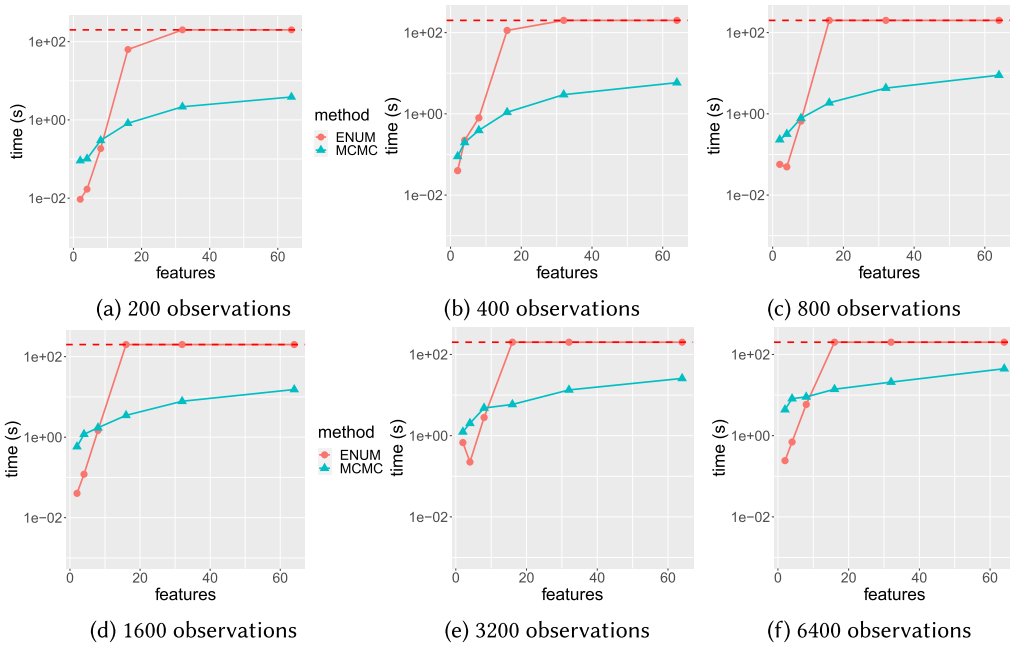 time (s)
1e+02
1e+00
1e-02
0 20 40 60
features
(a) 200 observations
method
ENUM
MCMC
time (s)
1e+02
1e+00
1e-02
0 20 40 60
features
(b) 400 observations
time (s)
1e+02
1e+00
1e-02
0 20 40 60
features
(c) 800 observations
time (s)
1e+02
1e+00
1e-02
0 20 40 60
features
(d) 1600 observations
method
ENUM
MCMC
time (s)
1e+02
1e+00
1e-02
0 20 40 60
features
(e) 3200 observations
time (s)
1e+02
1e+00
1e-02
0 20 40 60
features
(f) 6400 observations